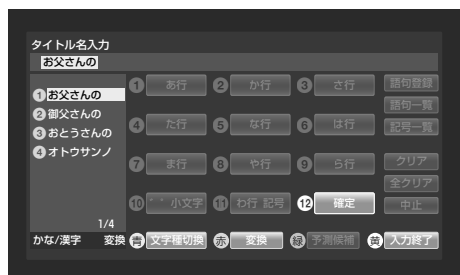 タイトル名入力
お父さんの
① お父さんの
② 御父さんの
③ おとうさんの
④ オトウサンノ
1/4
① あ行 ② か行 ③ さ行 語句登録
語句一覧
④ た行 ⑤ な行 ⑥ は行 記号一覧
⑦ ま行 ⑧ や行 ⑨ ら行 クリア
全クリア
⑩ ゛゜小文字 ⑪ わ行 記号 ⑫ 確定 中止
かな/漢字 変換 青 文字種切換 赤 変換 緑 予測候補 黄 入力終了